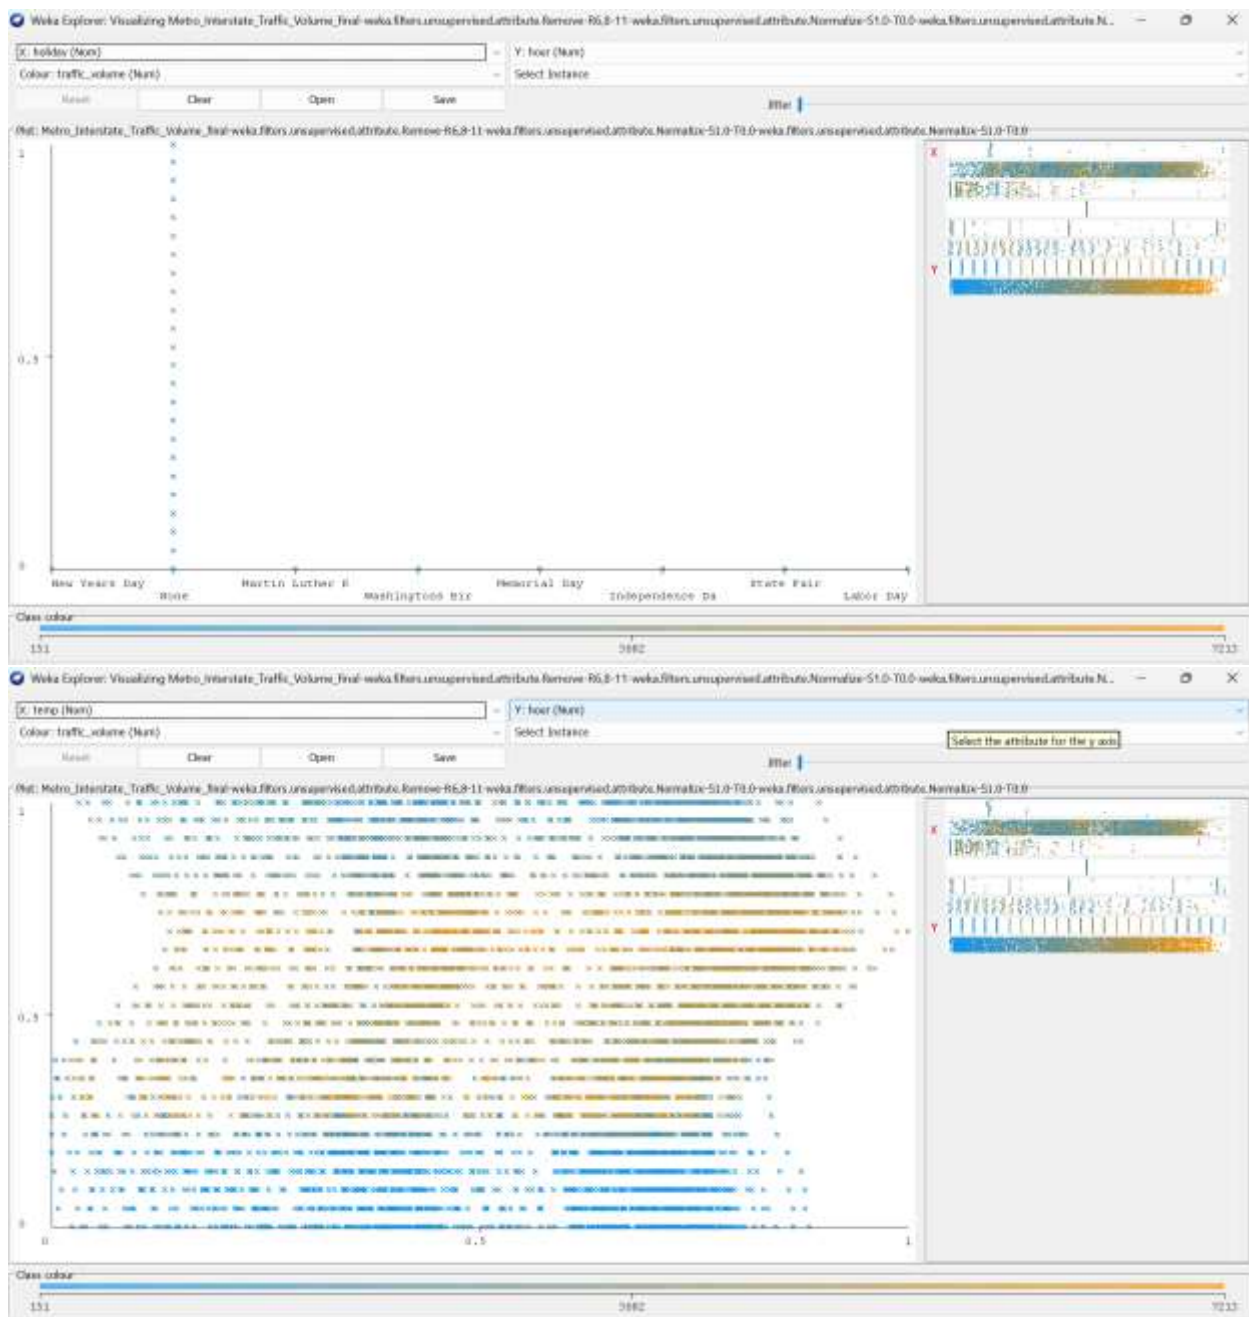 Weka Explorer: Visualizing Metro_Interstate_Traffic_Volume_final-weka.filters.unsupervised.attribute.Remove-R6,8-11-weka.filters.unsupervised.attribute.Normalize-S1.0-T0.0-weka.filters.unsupervised.attribute.N...
X: holiday (Nom)
Y: hour (Num)
Colour: traffic_volume (Num)
Select Instance
Reset
Clear
Open
Save
Jitter
Plot: Metro_Interstate_Traffic_Volume_final-weka.filters.unsupervised.attribute.Remove-R6,8-11-weka.filters.unsupervised.attribute.Normalize-S1.0-T0.0-weka.filters.unsupervised.attribute.Normalize-S1.0-T0.0
1
0.5
0
X
Y
New Years Day
None
Martin Luther K
Washingtons Bir
Memorial Day
Independence Da
State Fair
Labor Day
Class colour
151
3682
7213
Weka Explorer: Visualizing Metro_Interstate_Traffic_Volume_final-weka.filters.unsupervised.attribute.Remove-R6,8-11-weka.filters.unsupervised.attribute.Normalize-S1.0-T0.0-weka.filters.unsupervised.attribute.N...
X: temp (Num)
Y: hour (Num)
Colour: traffic_volume (Num)
Select Instance
Select the attribute for the y axis
Reset
Clear
Open
Save
Jitter
Plot: Metro_Interstate_Traffic_Volume_final-weka.filters.unsupervised.attribute.Remove-R6,8-11-weka.filters.unsupervised.attribute.Normalize-S1.0-T0.0-weka.filters.unsupervised.attribute.Normalize-S1.0-T0.0
1
0.5
0
X
Y
0
0.5
1
Class colour
151
3682
7213